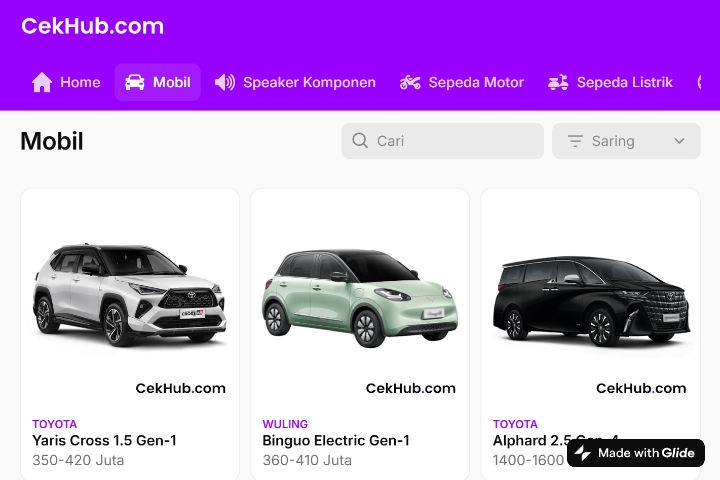 CekHub.com
Home
Mobil
Speaker Komponen
Sepeda Motor
Sepeda Listrik
Mobil
Cari
Saring
CekHub.com
CekHub.com
CekHub.com
TOYOTA
Yaris Cross 1.5 Gen-1
350-420 Juta
WULING
Binguo Electric Gen-1
360-410 Juta
TOYOTA
Alphard 2.5 Gen-4
1400-1600
Made with Glide